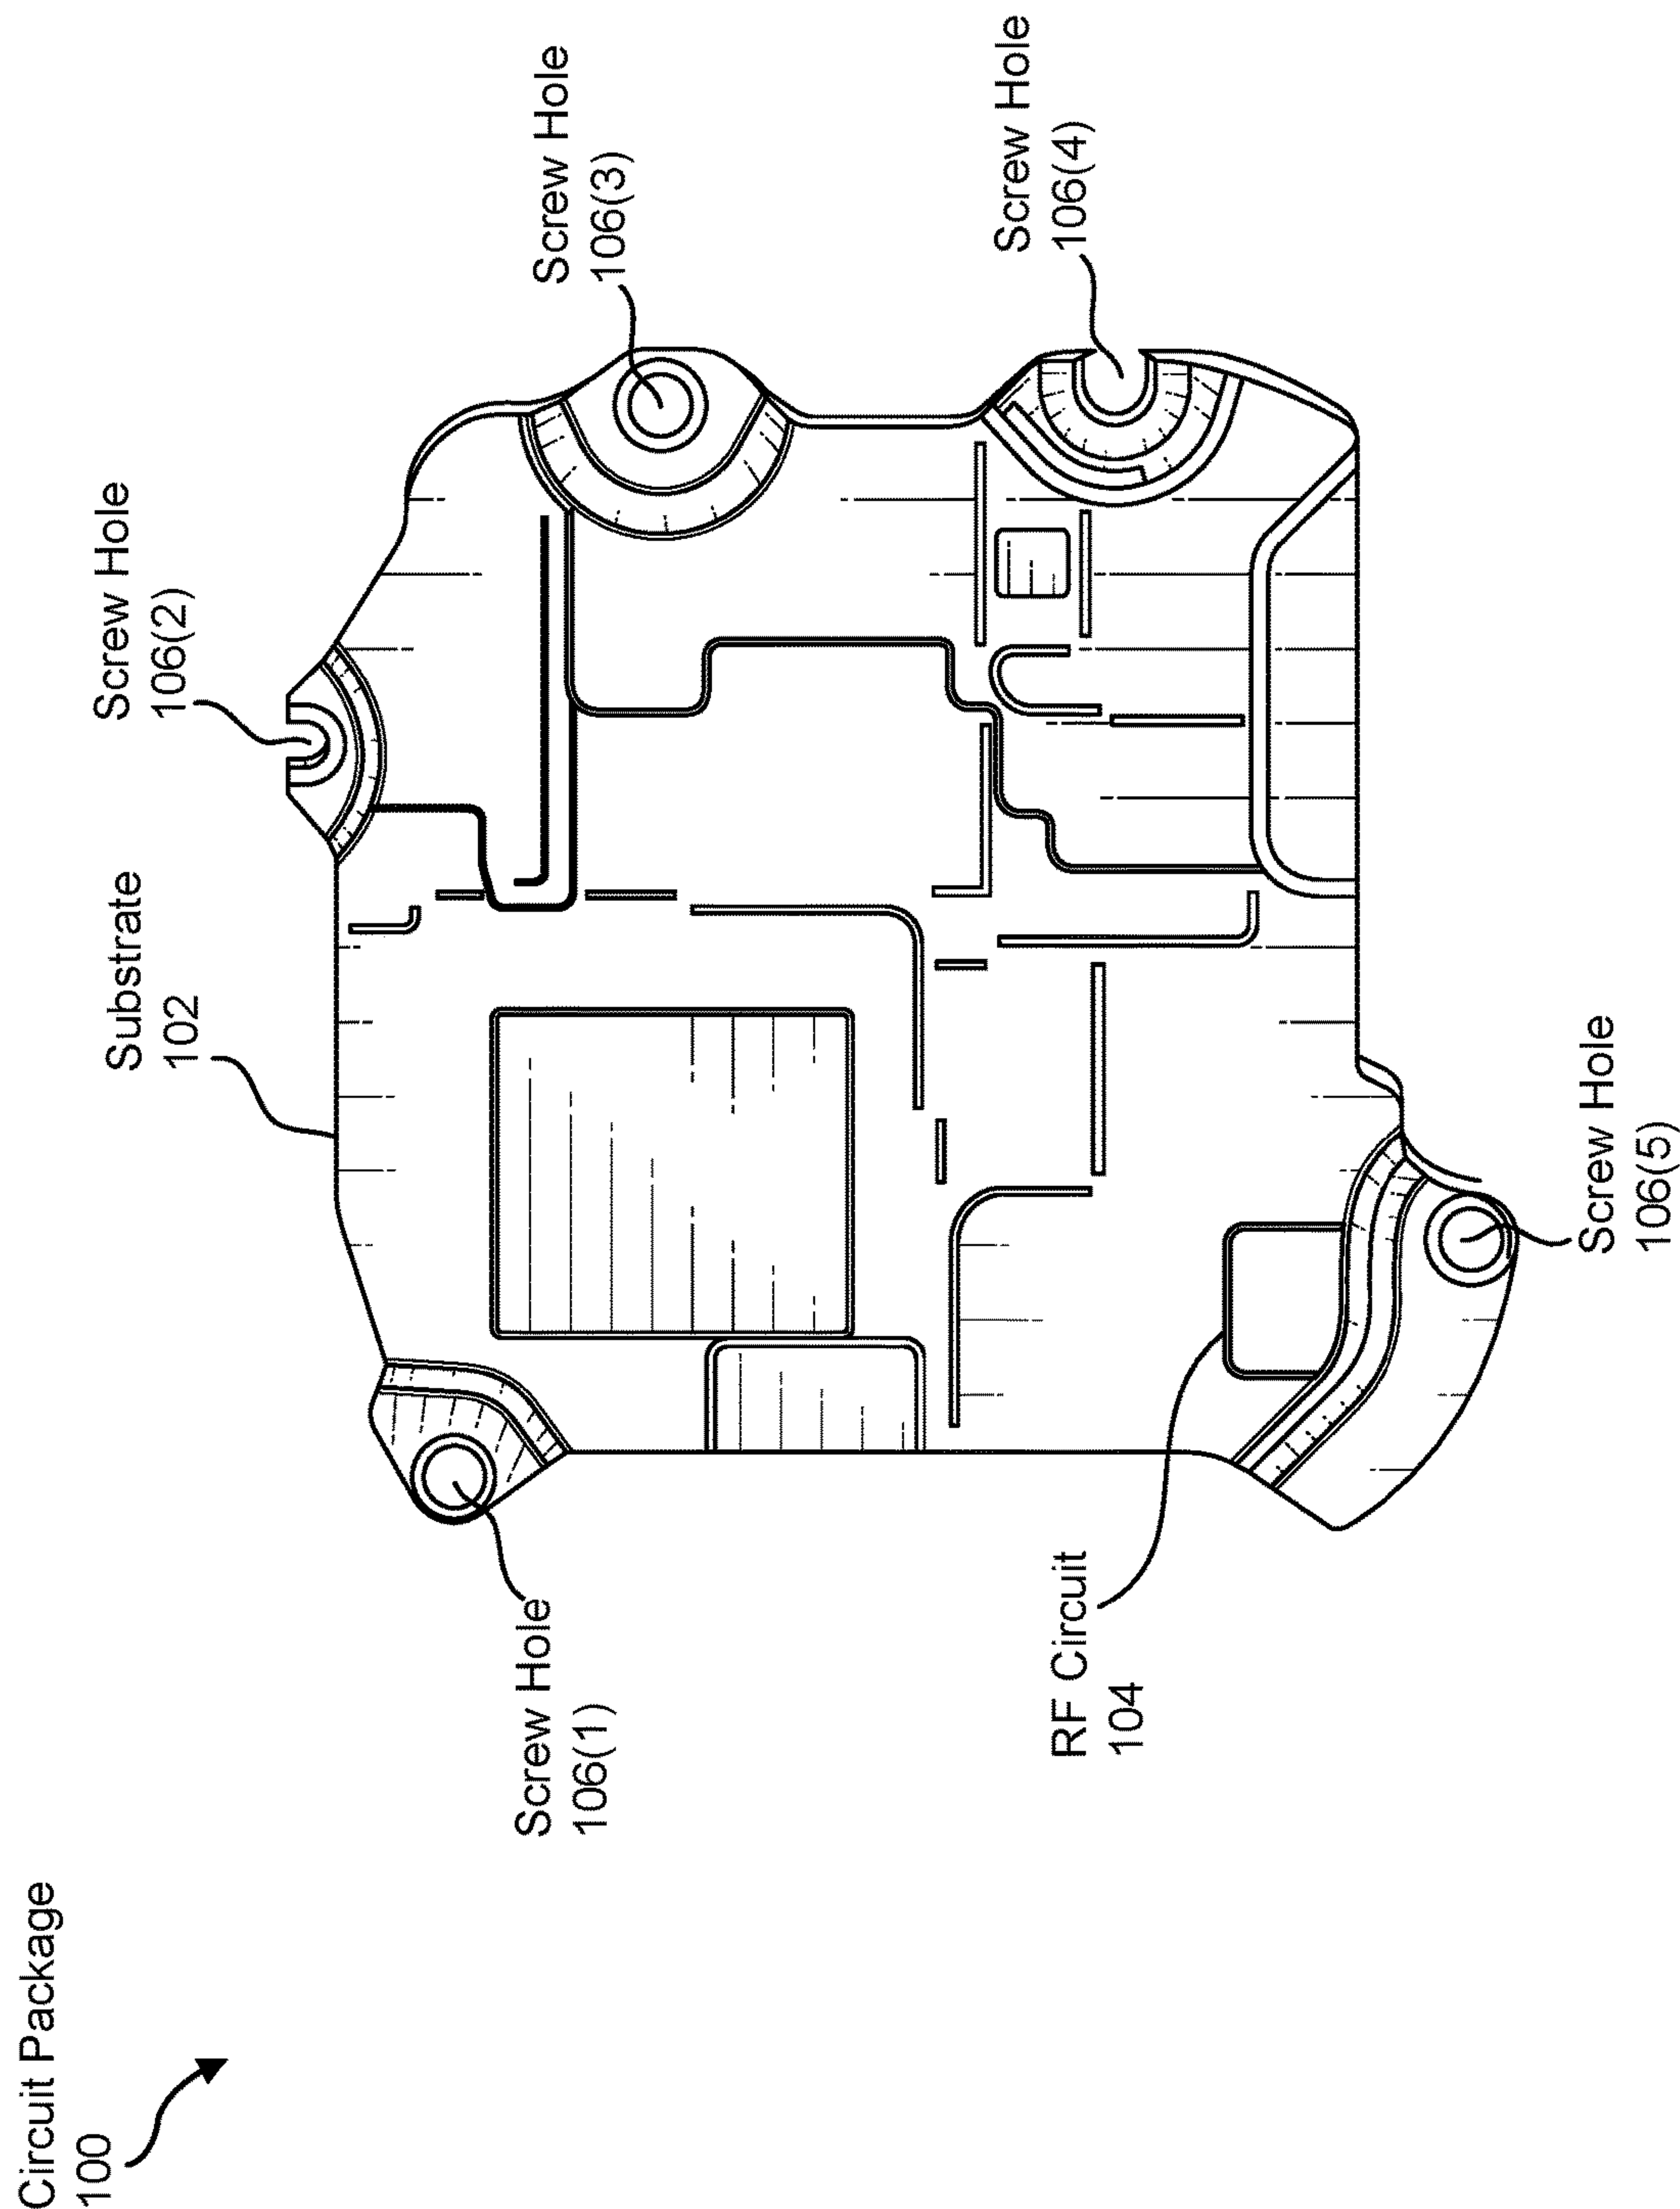 Circuit Package
100
Screw Hole
106(1)
Substrate
102
Screw Hole
106(2)
Screw Hole
106(3)
Screw Hole
106(4)
RF Circuit
104
Screw Hole
106(5)